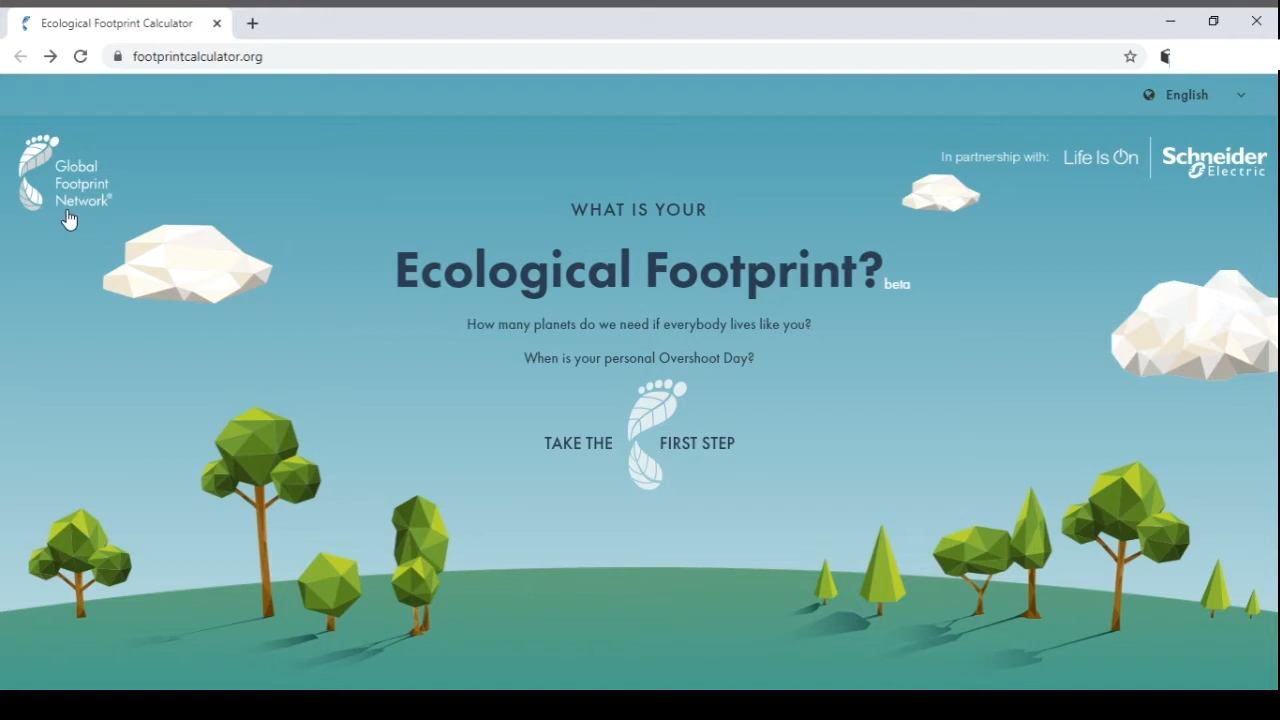 Ecological Footprint Calculator
footprintcalculator.org
English
Global
Footprint
Network®
In partnership with: Life Is On Schneider Electric
WHAT IS YOUR
Ecological Footprint? beta
How many planets do we need if everybody lives like you?
When is your personal Overshoot Day?
TAKE THE FIRST STEP